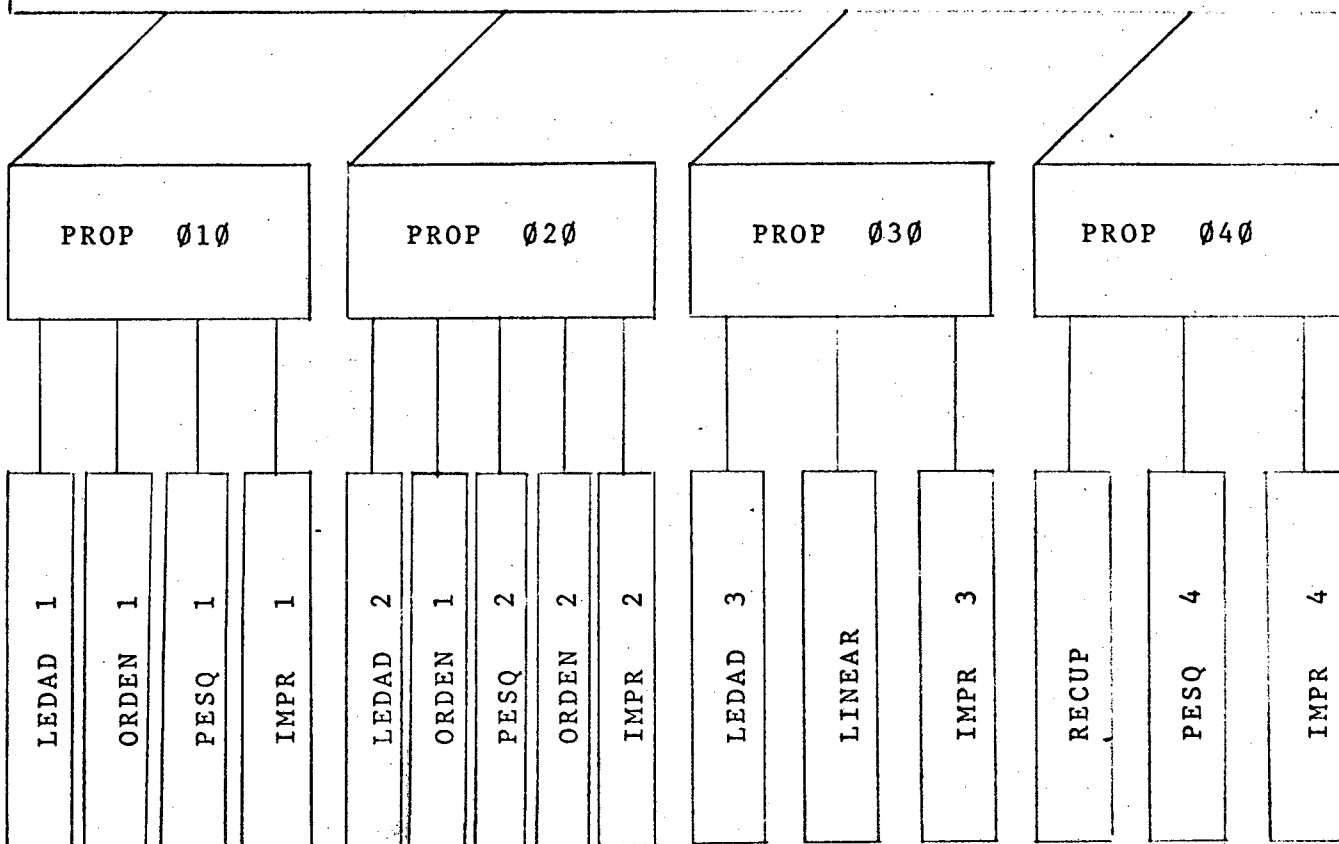 PROP Ø1Ø
PROP Ø2Ø
PROP Ø3Ø
PROP Ø4Ø
LEDAD 1
ORDEN 1
PESQ 1
IMPR 1
LEDAD 2
ORDEN 1
PESQ 2
ORDEN 2
IMPR 2
LEDAD 3
LINEAR
IMPR 3
RECUP
PESQ 4
IMPR 4